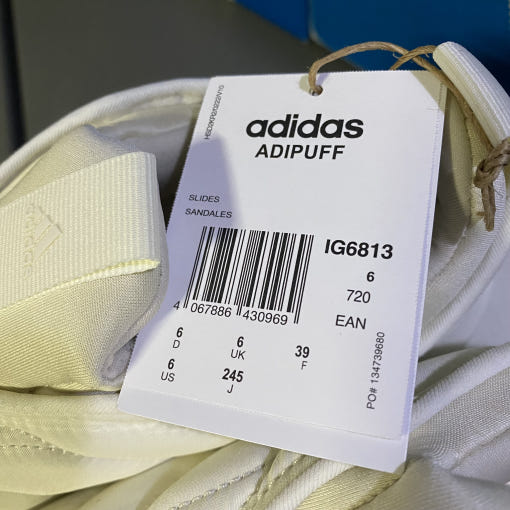 adidas
ADIPUFF
SLIDES
SANDALES
IG6813
6
720
EAN
4 067886 430969
6 6 39
D UK F
6 245
US J
PO# 134739680
adidas